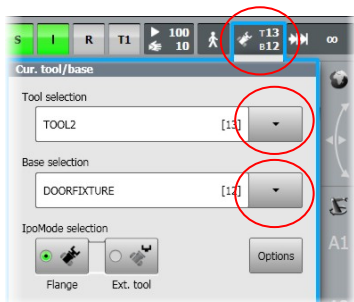 S I R T1 100 T13 ∞
10 B12
Cur. tool/base
Tool selection
TOOL2 [13]
Base selection
DOORFIXTURE [12]
IpoMode selection
A1
Options
Flange Ext. tool